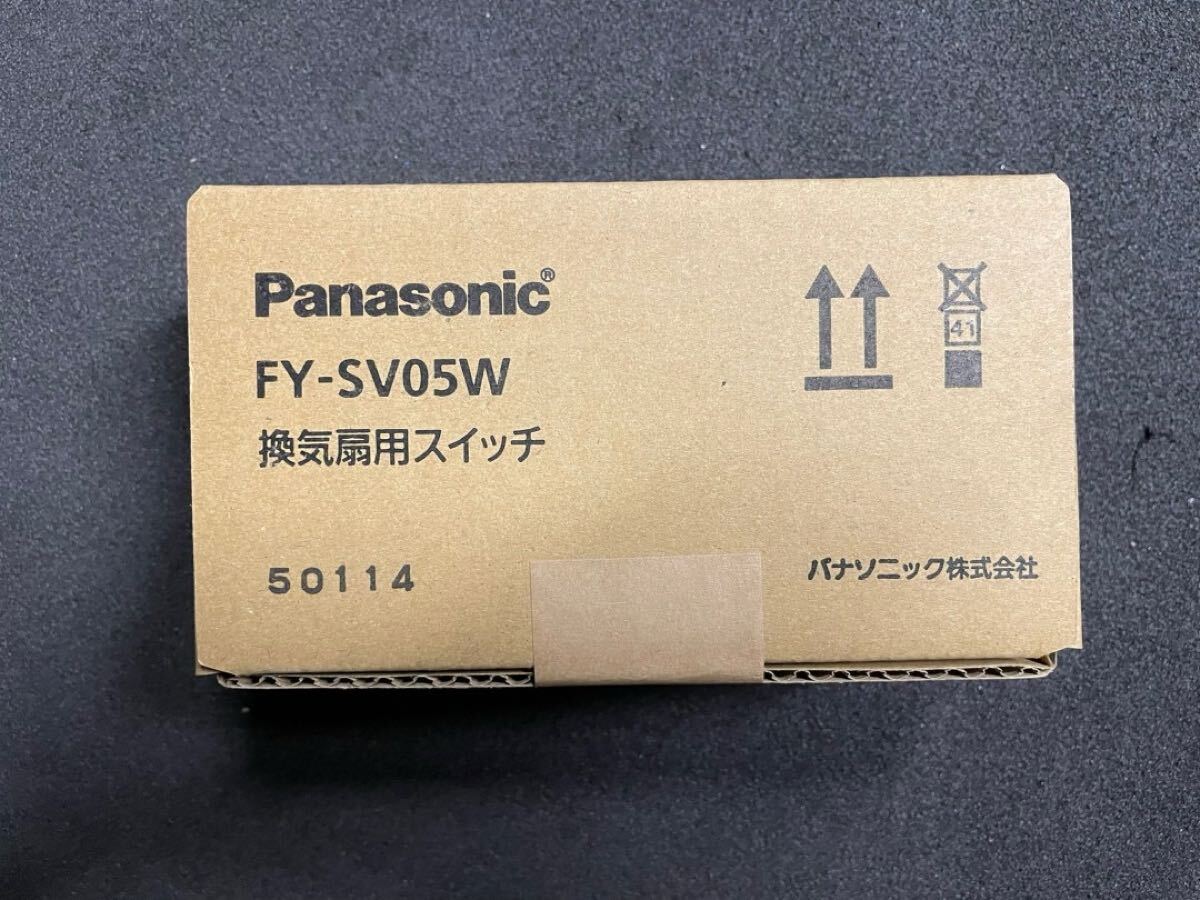 Panasonic®
FY-SV05W
換気扇用スイッチ
41
50114
パナソニック株式会社